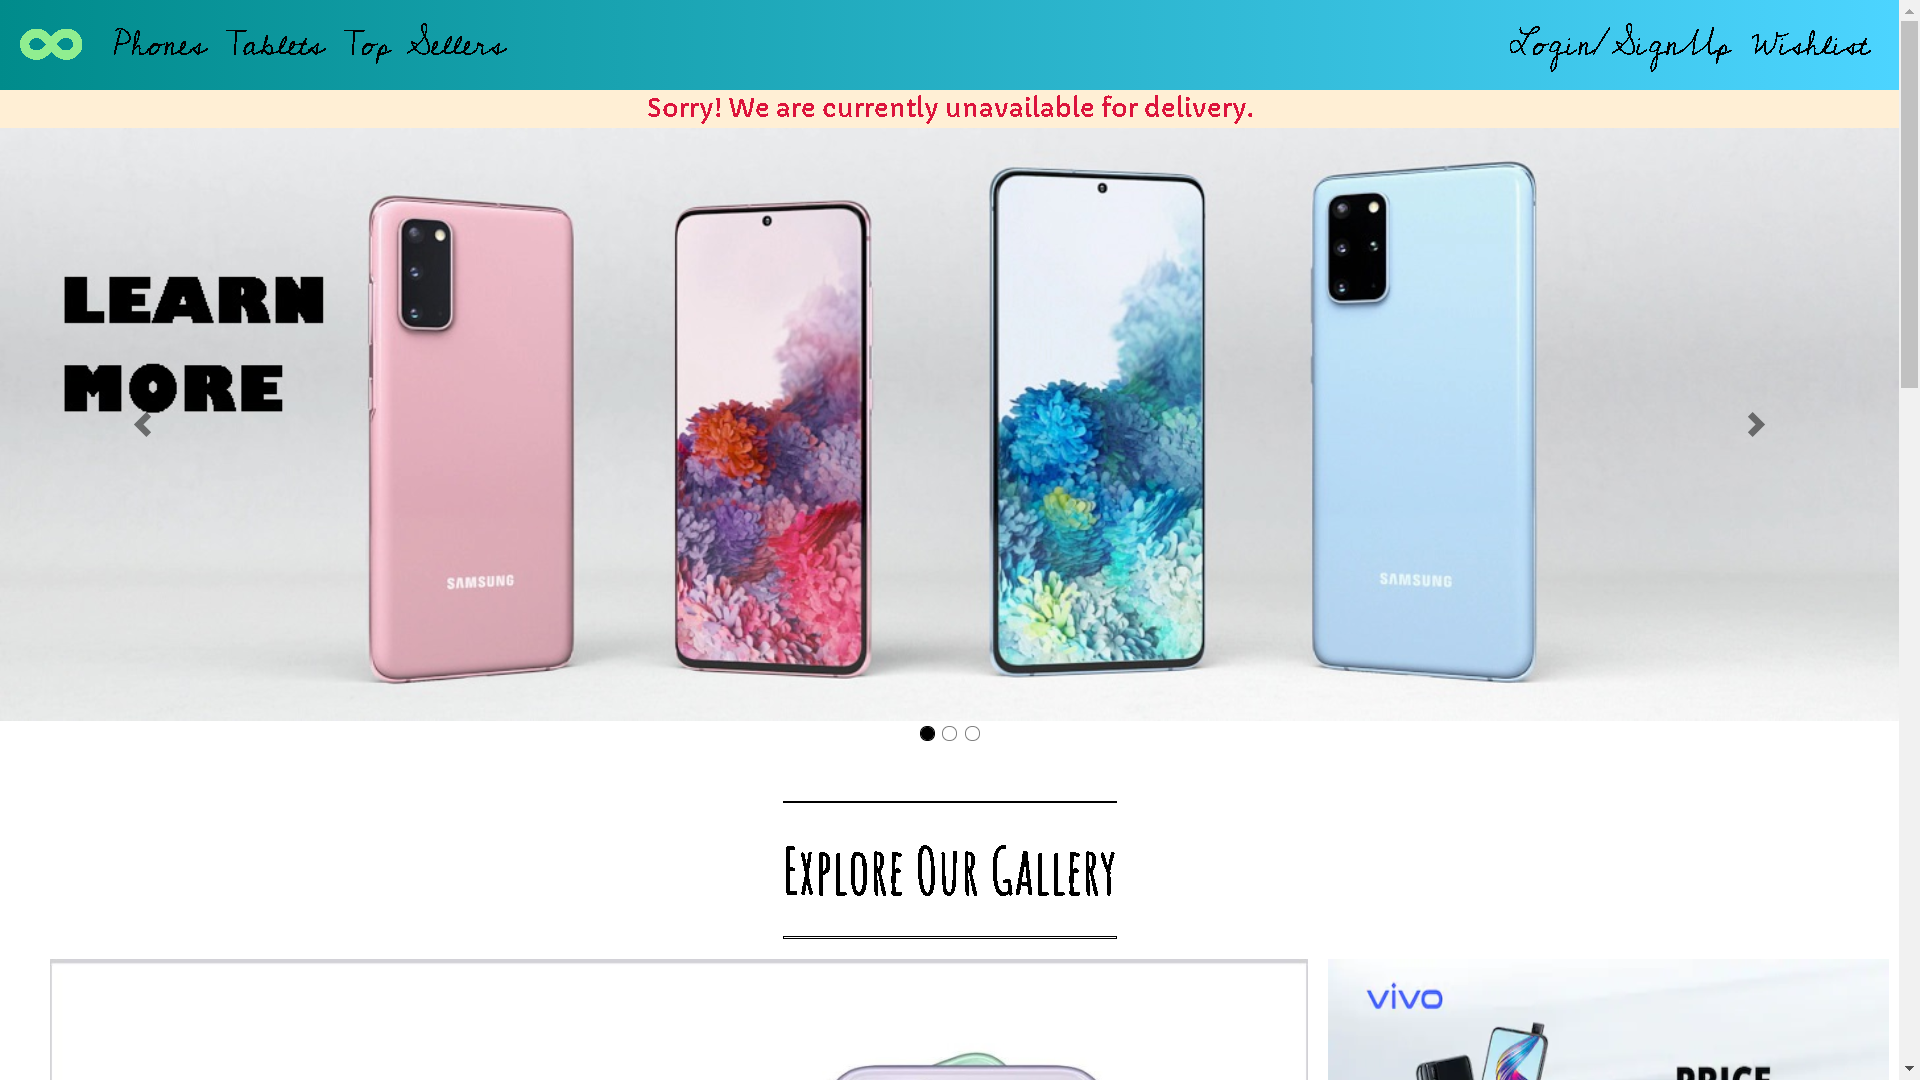 Phones Tablets Top Sellers Login/SignUp Wishlist
Sorry! We are currently unavailable for delivery.
LEARN
MORE
SAMSUNG
SAMSUNG
Explore Our Gallery
vivo
PRICE